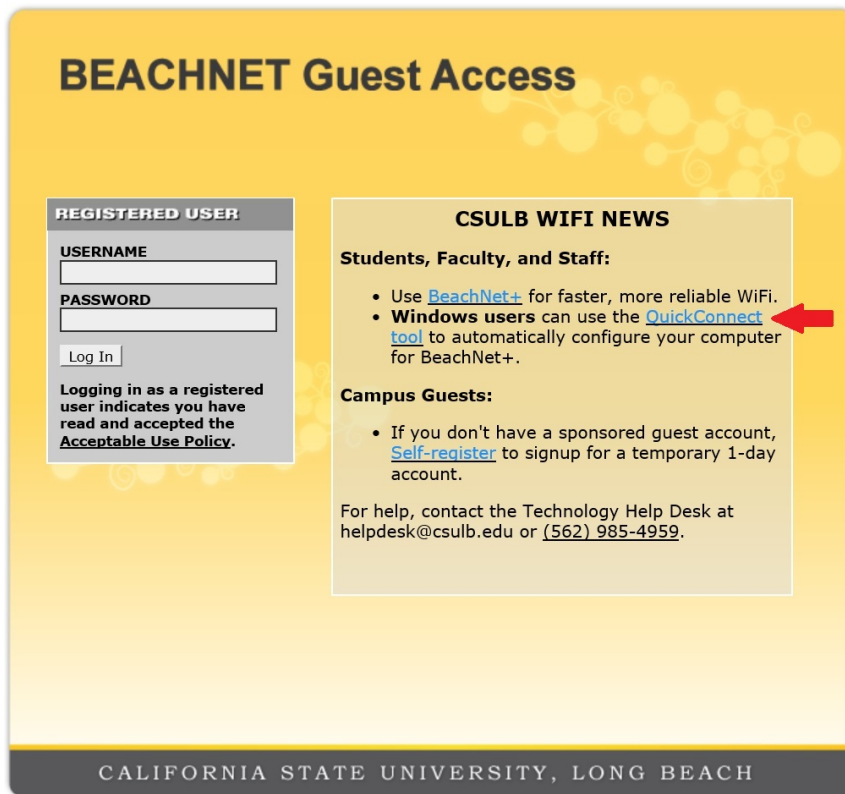 BEACHNET Guest Access
REGISTERED USER
USERNAME
PASSWORD
Log In
Logging in as a registered
user indicates you have
read and accepted the
Acceptable Use Policy.
CSULB WIFI NEWS
Students, Faculty, and Staff:
• Use BeachNet+ for faster, more reliable WiFi.
• Windows users can use the QuickConnect
tool to automatically configure your computer
for BeachNet+.
Campus Guests:
• If you don't have a sponsored guest account,
Self-register to signup for a temporary 1-day
account.
For help, contact the Technology Help Desk at
helpdesk@csulb.edu or (562) 985-4959.
CALIFORNIA STATE UNIVERSITY, LONG BEACH